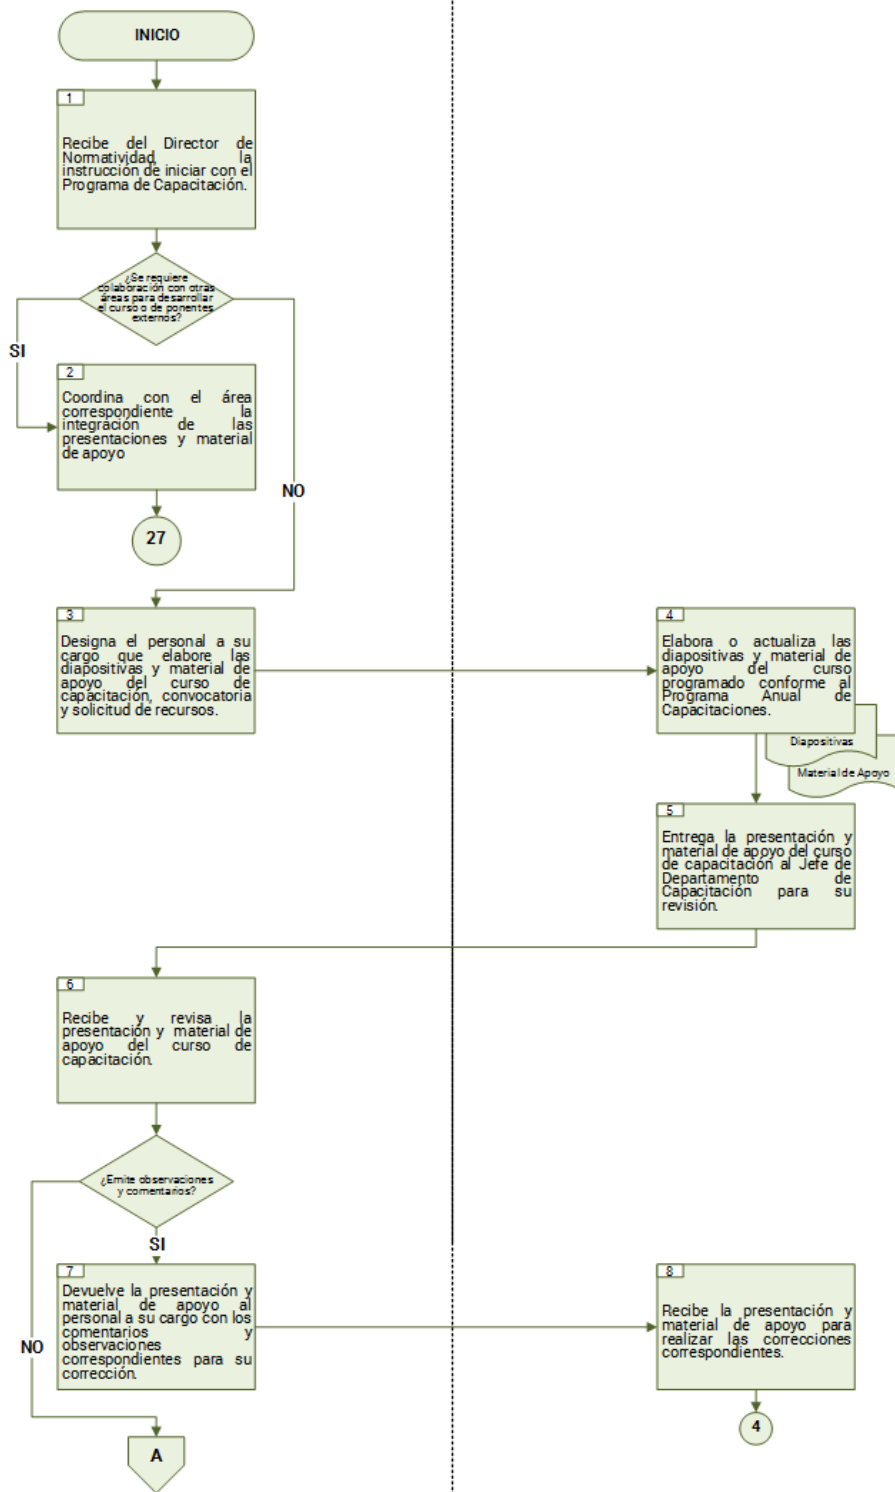 INICIO
1
Recibe del Director de
Normatividad, la
instrucción de iniciar con el
Programa de Capacitación.
¿Se requiere
colaboración con otras
áreas para desarrollar
el curso o de ponentes
externos?
SI
2
Coordina con el área
correspondiente la
integración de las
presentaciones y material
de apoyo
NO
27
3
Designa el personal a su
cargo que elabore las
diapositivas y material de
apoyo del curso de
capacitación, convocatoria
y solicitud de recursos.
4
Elabora o actualiza las
diapositivas y material de
apoyo del curso
programado conforme al
Programa Anual de
Capacitaciones.
Diapositivas
Material de Apoyo
5
Entrega la presentación y
material de apoyo del curso
de capacitación al Jefe de
Departamento de
Capacitación para su
revisión.
6
Recibe y revisa la
presentación y material de
apoyo del curso de
capacitación.
¿Emite observaciones
y comentarios?
SI
7
Devuelve la presentación y
material de apoyo al
personal a su cargo con los
comentarios y
observaciones
correspondientes para su
corrección.
NO
8
Recibe la presentación y
material de apoyo para
realizar las correcciones
correspondientes.
4
A